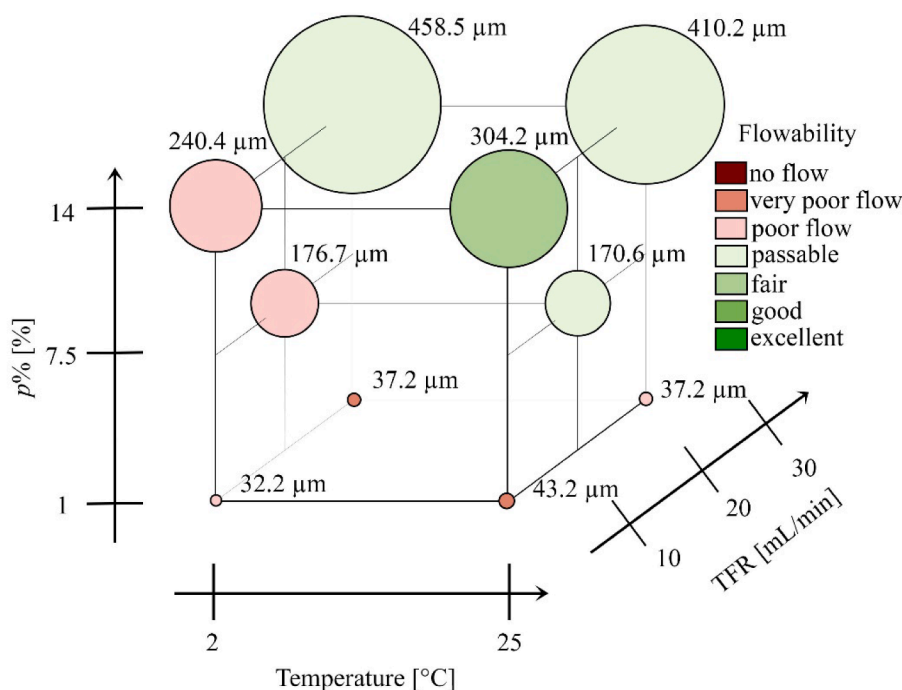 458.5 µm
410.2 µm
240.4 µm
304.2 µm
Flowability
no flow
very poor flow
poor flow
passable
fair
good
excellent
14
176.7 µm
170.6 µm
p% [%]
7.5
37.2 µm
37.2 µm
32.2 µm
43.2 µm
1
30
20
10
TFR [mL/min]
2
25
Temperature [°C]